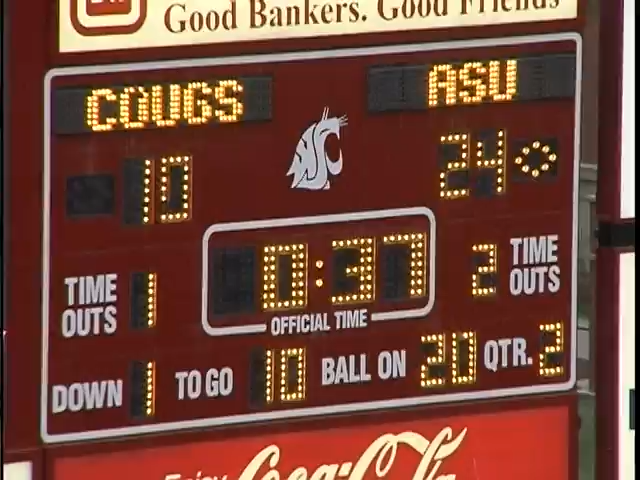 Good Bankers. Good Friends
COUGS ASU
10 24
0:37
TIME OUTS 1 2 TIME OUTS
OFFICIAL TIME
DOWN 1 TO GO 10 BALL ON 20 QTR. 2
Enjoy
Coca-Cola